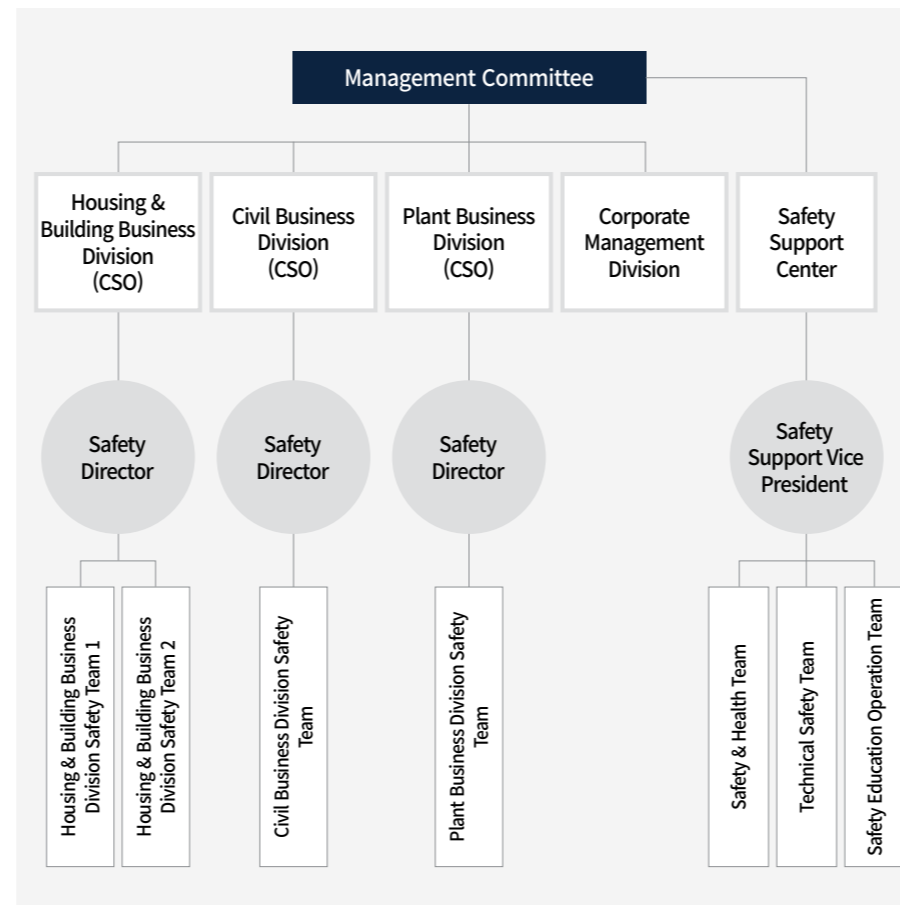 Management Committee
Housing &
Building Business
Division
(CSO)
Civil Business
Division
(CSO)
Plant Business
Division
(CSO)
Corporate
Management
Division
Safety
Support
Center
Safety
Director
Safety
Director
Safety
Director
Safety
Support Vice
President
Housing & Building Business
Division Safety Team 1
Housing & Building Business
Division Safety Team 2
Civil Business Division Safety
Team
Plant Business Division Safety
Team
Safety & Health Team
Technical Safety Team
Safety Education Operation Team